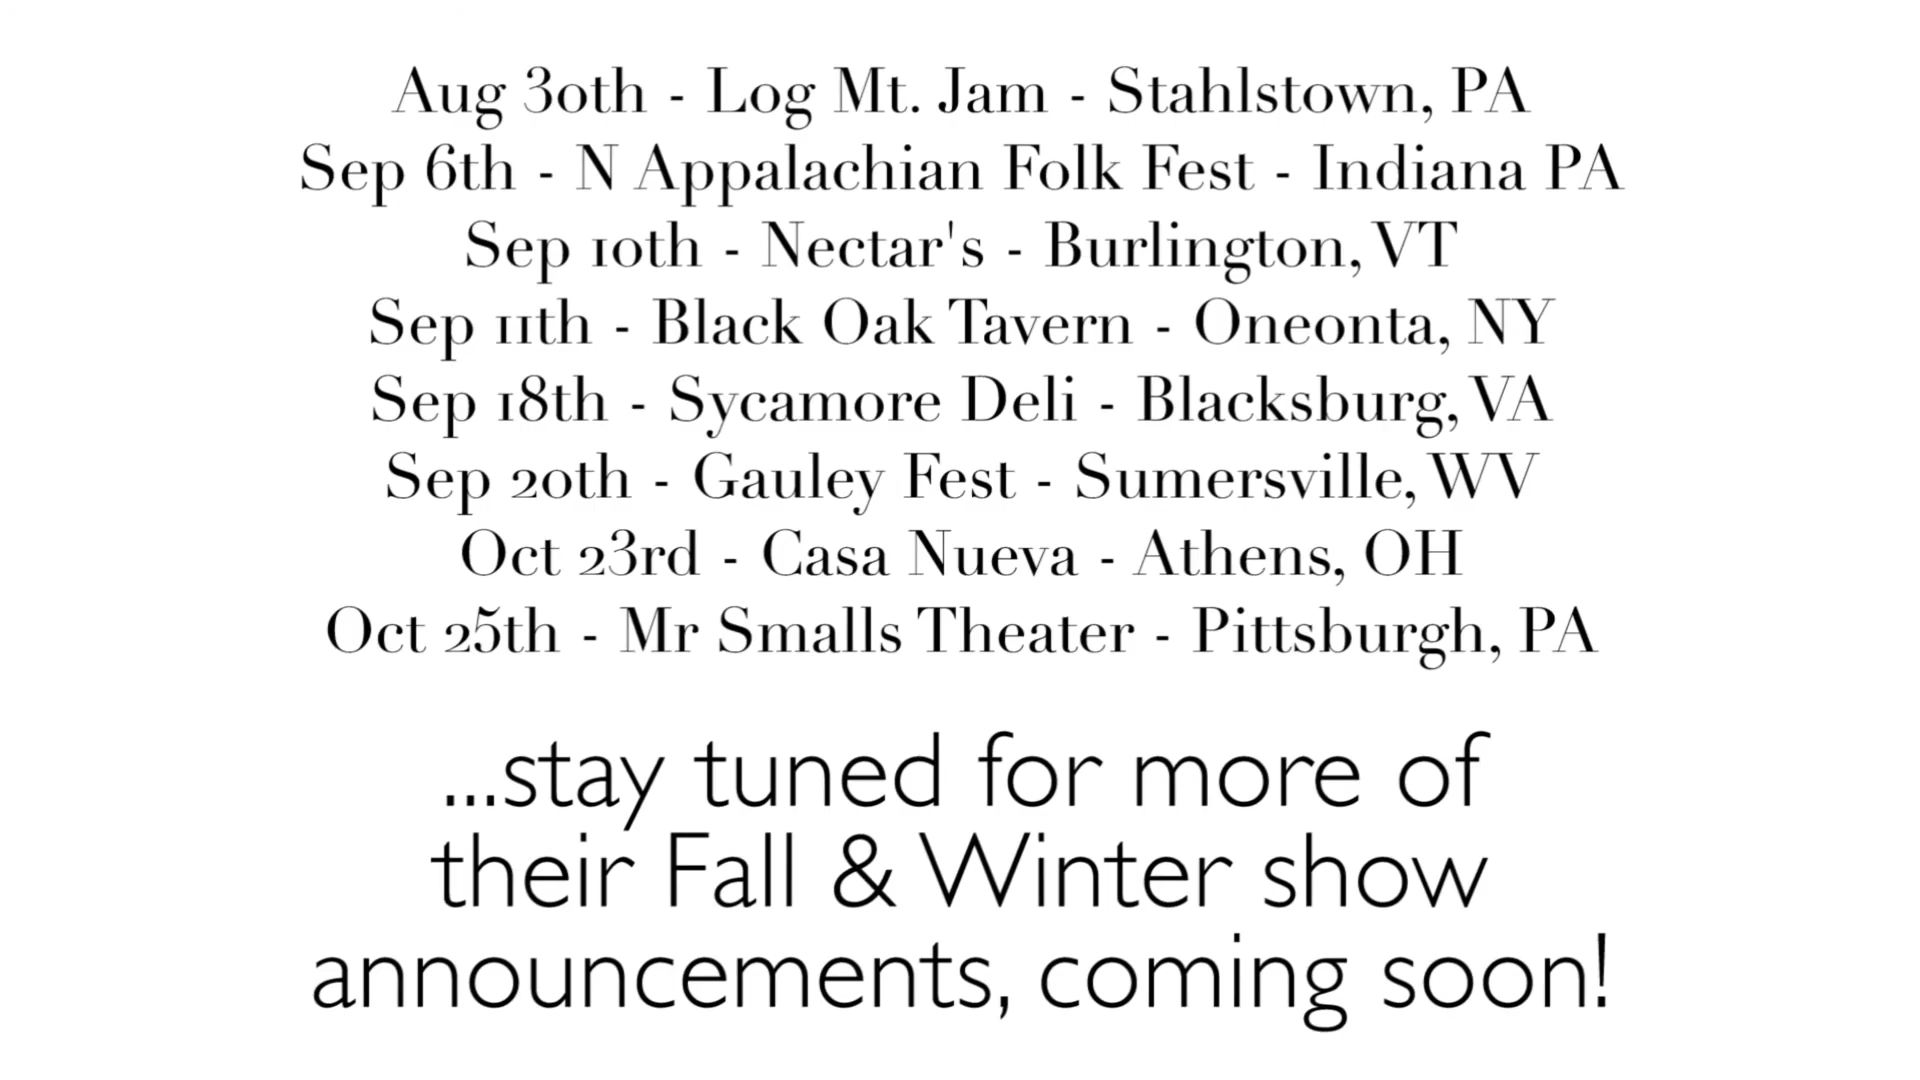 Aug 30th - Log Mt. Jam - Stahlstown, PA
Sep 6th - N Appalachian Folk Fest - Indiana PA
Sep 10th - Nectar's - Burlington, VT
Sep 11th - Black Oak Tavern - Oneonta, NY
Sep 18th - Sycamore Deli - Blacksburg, VA
Sep 20th - Gauley Fest - Sumersville, WV
Oct 23rd - Casa Nueva - Athens, OH
Oct 25th - Mr Smalls Theater - Pittsburgh, PA
...stay tuned for more of
their Fall & Winter show
announcements, coming soon!